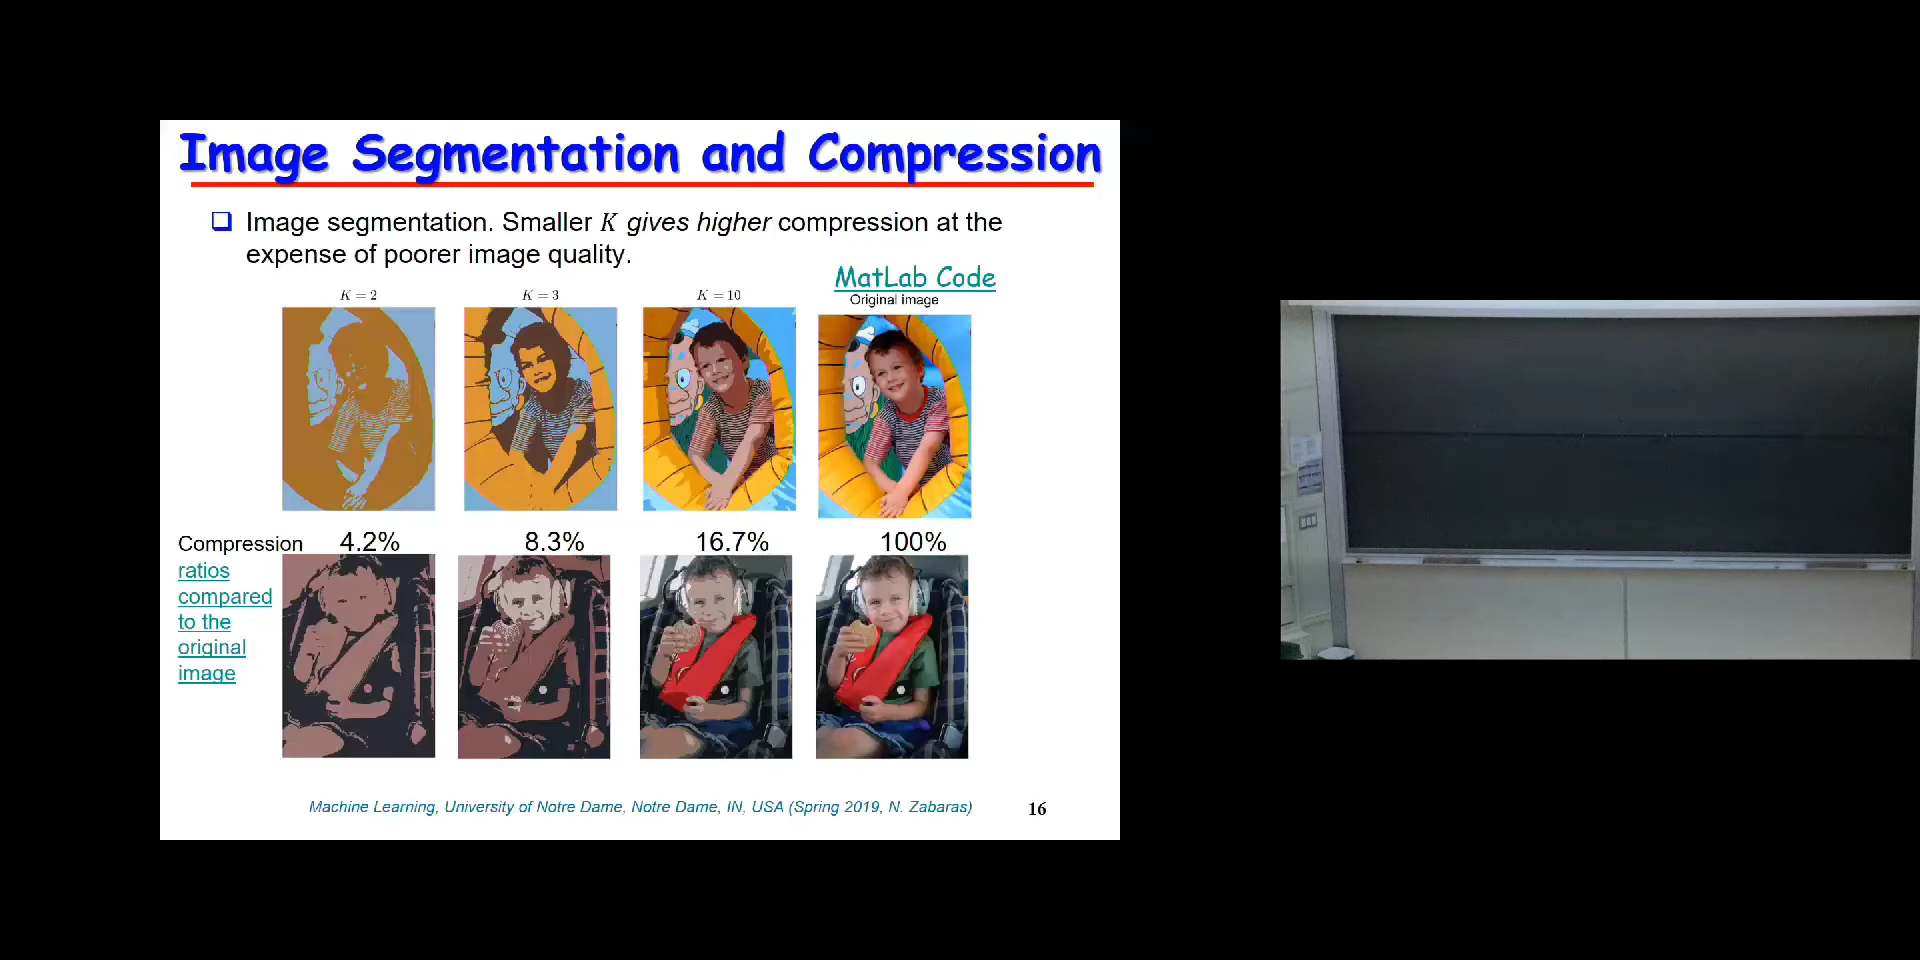 Image Segmentation and Compression
❑ Image segmentation. Smaller K gives higher compression at the
expense of poorer image quality.
MatLab Code
K = 2
K = 3
K = 10
Original image
4.2%
8.3%
16.7%
100%
Compression
ratios
compared
to the
original
image
Machine Learning, University of Notre Dame, Notre Dame, IN, USA (Spring 2019, N. Zabaras)
16